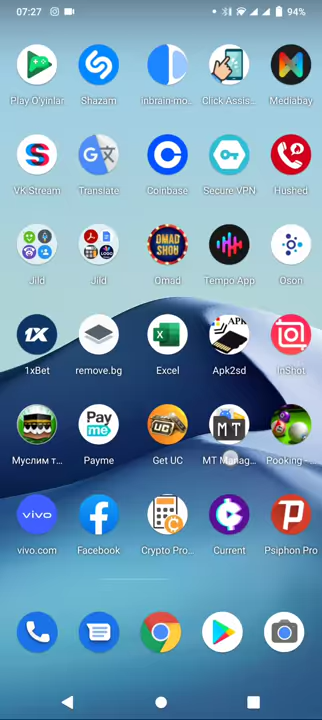 07:27 94%
Play O'yinlar Shazam inbrain-mo... Click Assis... Mediabay
VK Stream Translate Coinbase Secure VPN Hushed
Jild Jild Omad Tempo App Oson
1xBet remove.bg Excel Apk2sd InShot
Муслим т... Payme Get UC MT Manag... Pooking -...
vivo.com Facebook Crypto Pro... Current Psiphon Pro